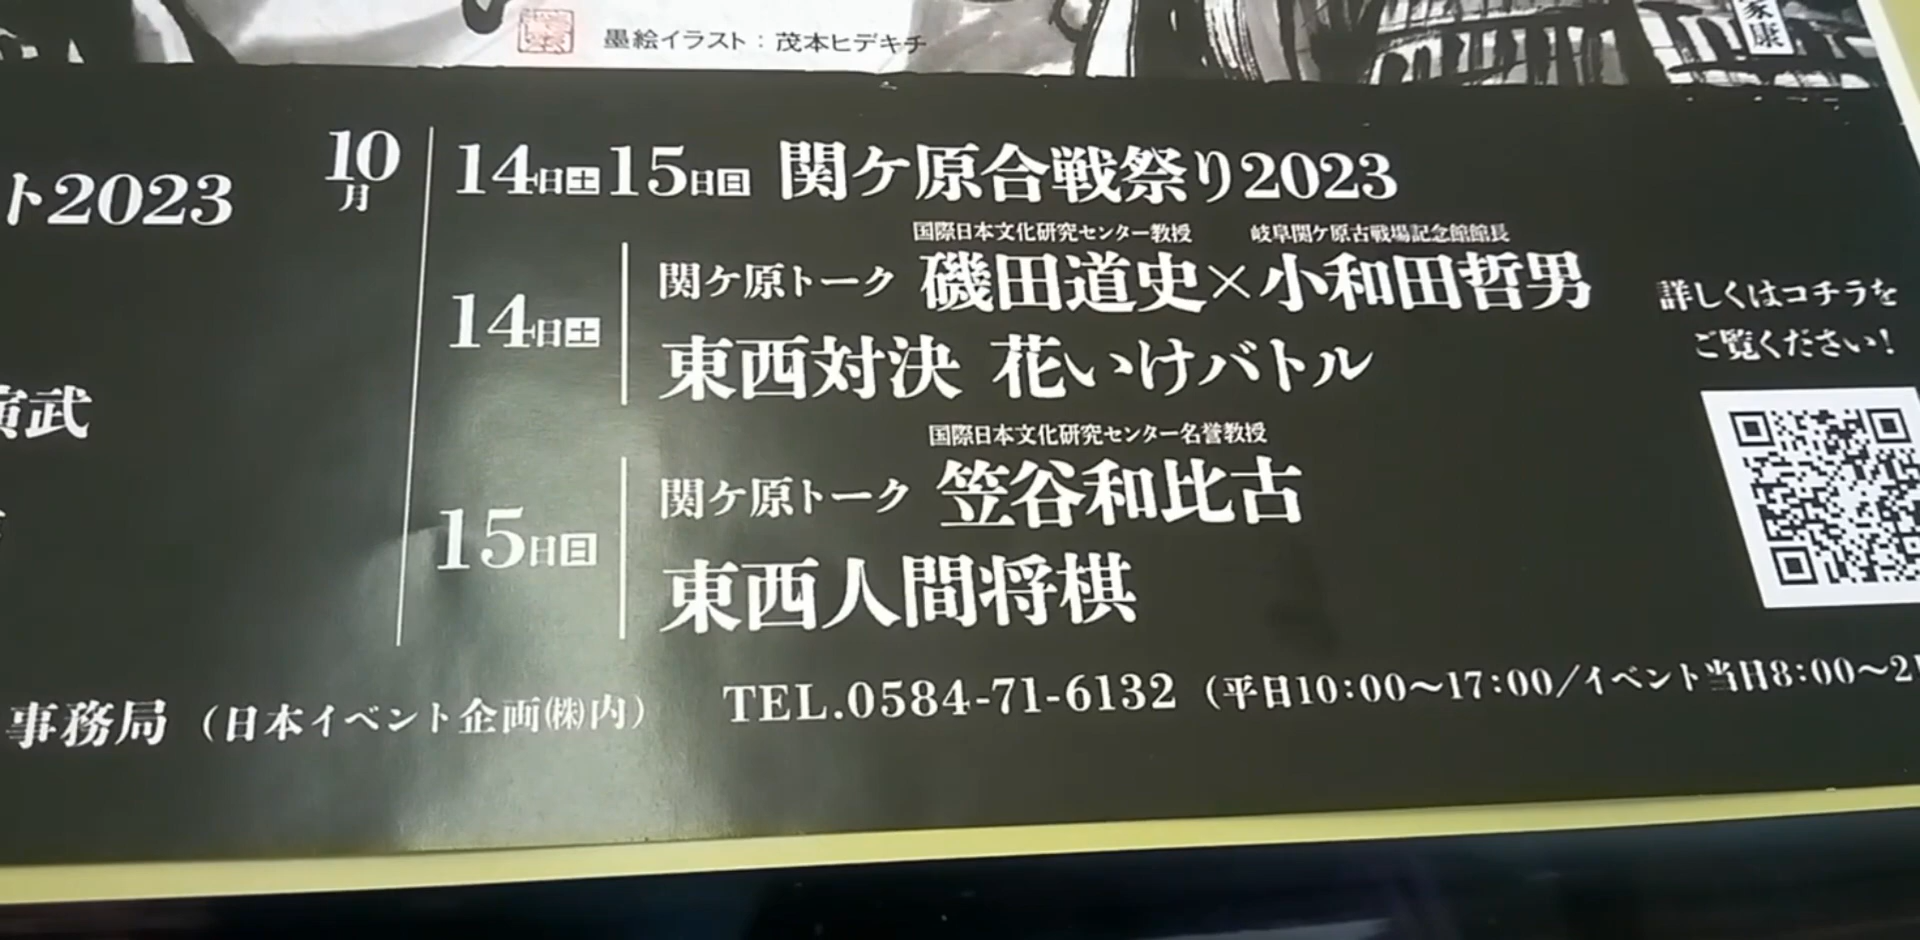 家康
墨絵イラスト：茂本ヒデキチ
ト2023
演武
10月
14日土15日日 関ケ原合戦祭り2023
14日土
国際日本文化研究センター教授 岐阜関ケ原古戦場記念館館長
関ケ原トーク 磯田道史×小和田哲男
東西対決 花いけバトル
15日日
国際日本文化研究センター名誉教授
関ケ原トーク 笠谷和比古
東西人間将棋
詳しくはコチラを
ご覧ください！
事務局（日本イベント企画㈱内） TEL.0584-71-6132（平日10:00〜17:00/イベント当日8:00〜2